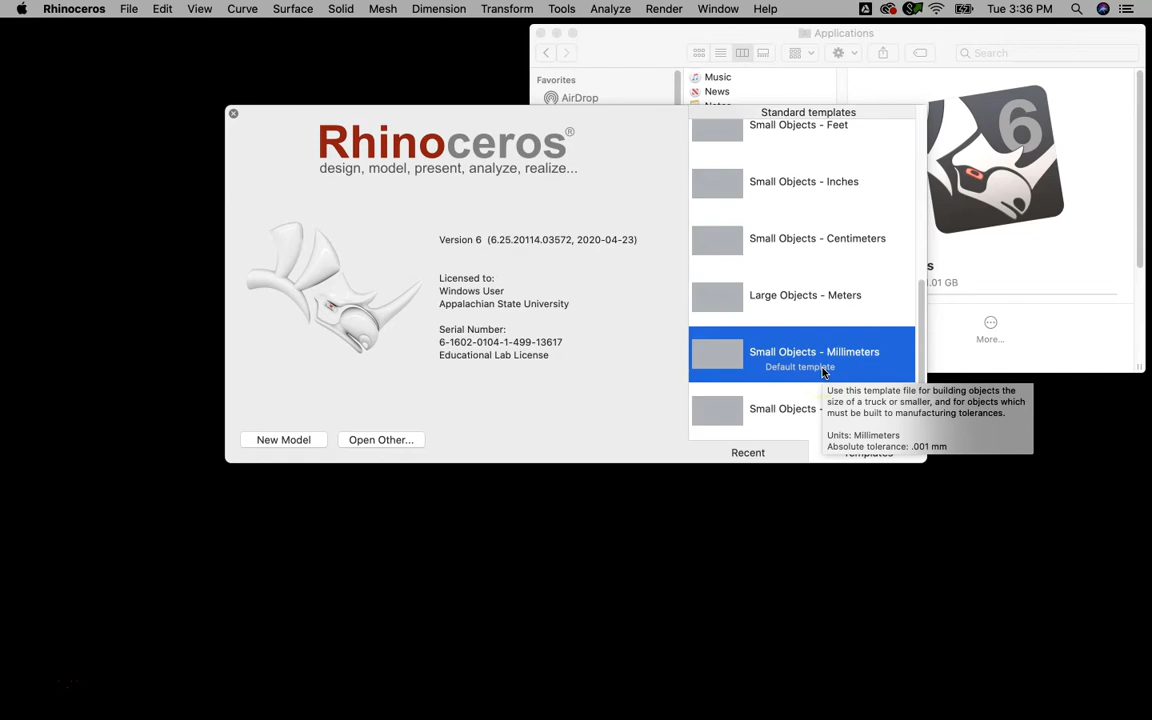 Rhinoceros File Edit View Curve Surface Solid Mesh Dimension Transform Tools Analyze Render Window Help Tue 3:36 PM
Applications
Search
Favorites
AirDrop
Music
News
6
s
1.01 GB
More...
Rhinoceros®
design, model, present, analyze, realize...
Version 6 (6.25.20114.03572, 2020-04-23)
Licensed to:
Windows User
Appalachian State University
Serial Number:
6-1602-0104-1-499-13617
Educational Lab License
New Model
Open Other...
Standard templates
Small Objects - Feet
Small Objects - Inches
Small Objects - Centimeters
Large Objects - Meters
Small Objects - Millimeters
Default template
Small Objects -
Use this template file for building objects the
size of a truck or smaller, and for objects which
must be built to manufacturing tolerances.
Units: Millimeters
Absolute tolerance: .001 mm
Recent